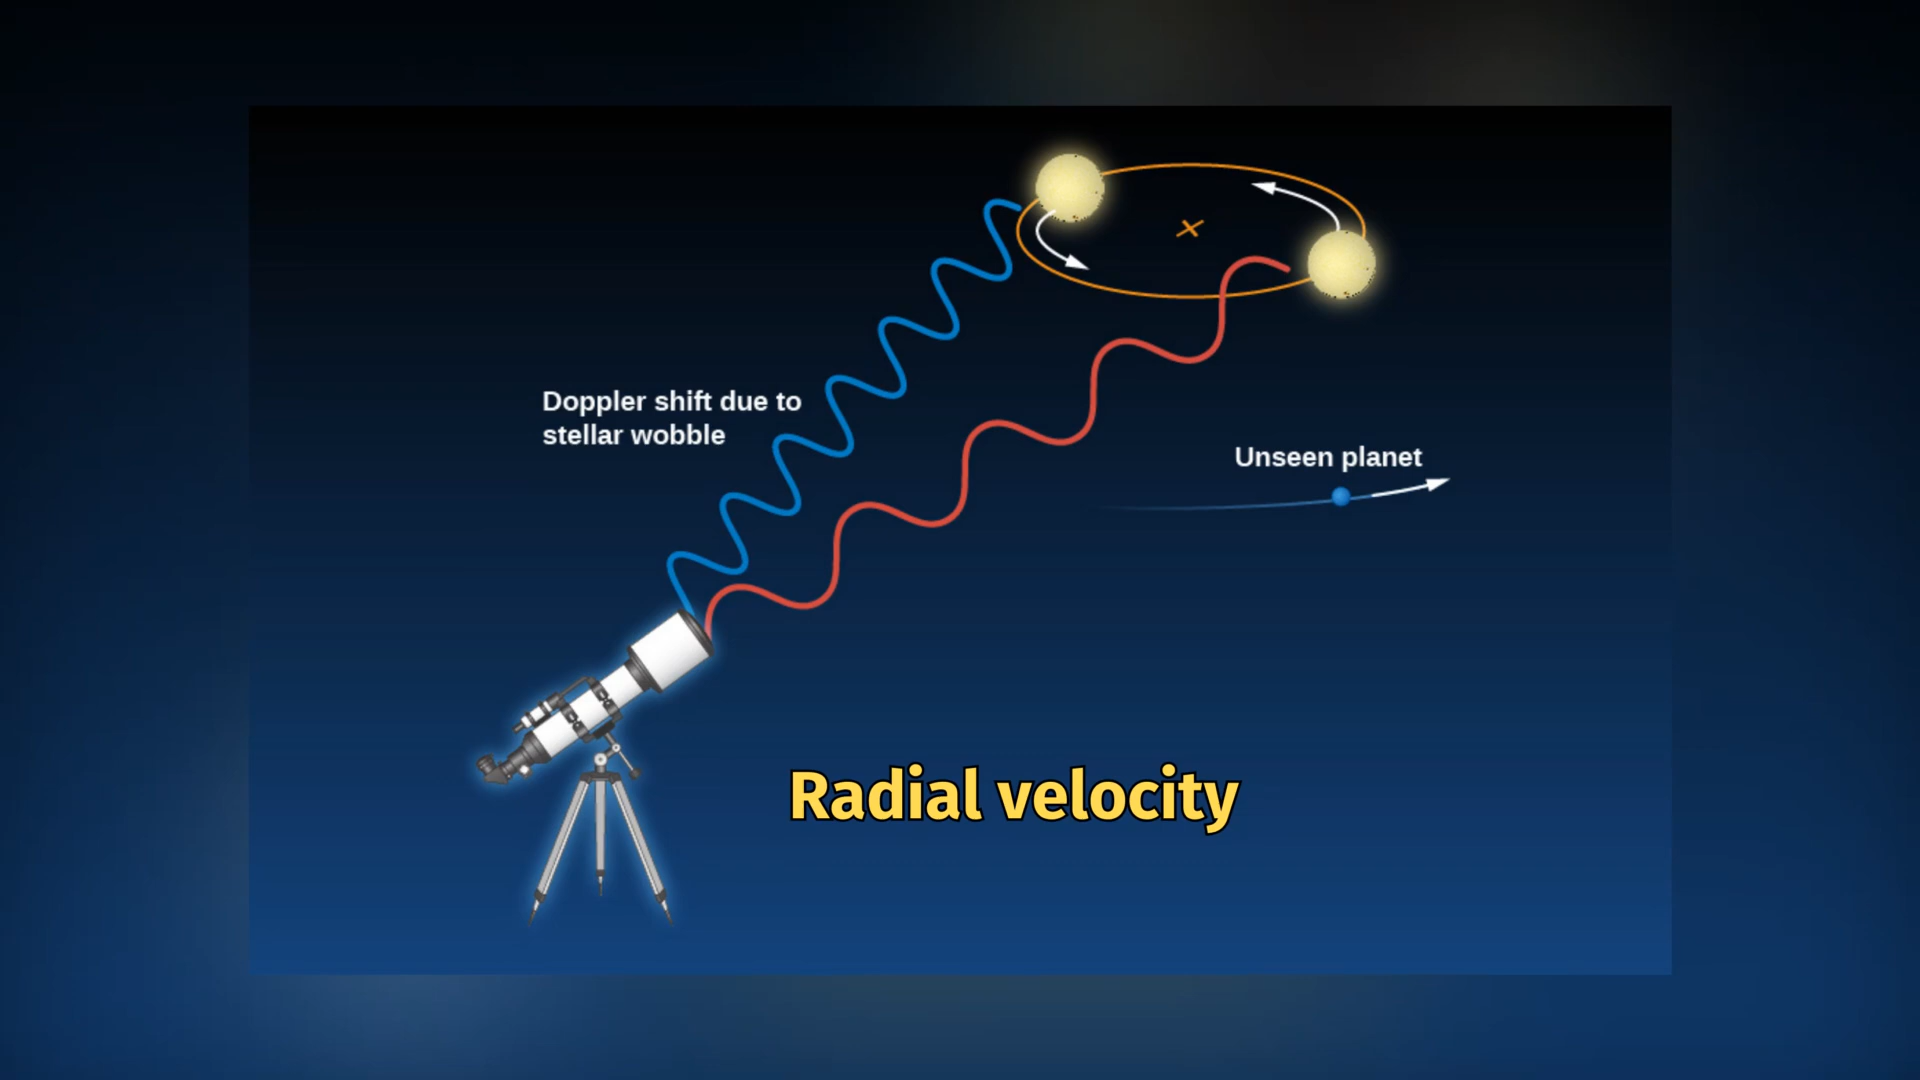 Doppler shift due to
stellar wobble
Unseen planet
Radial velocity